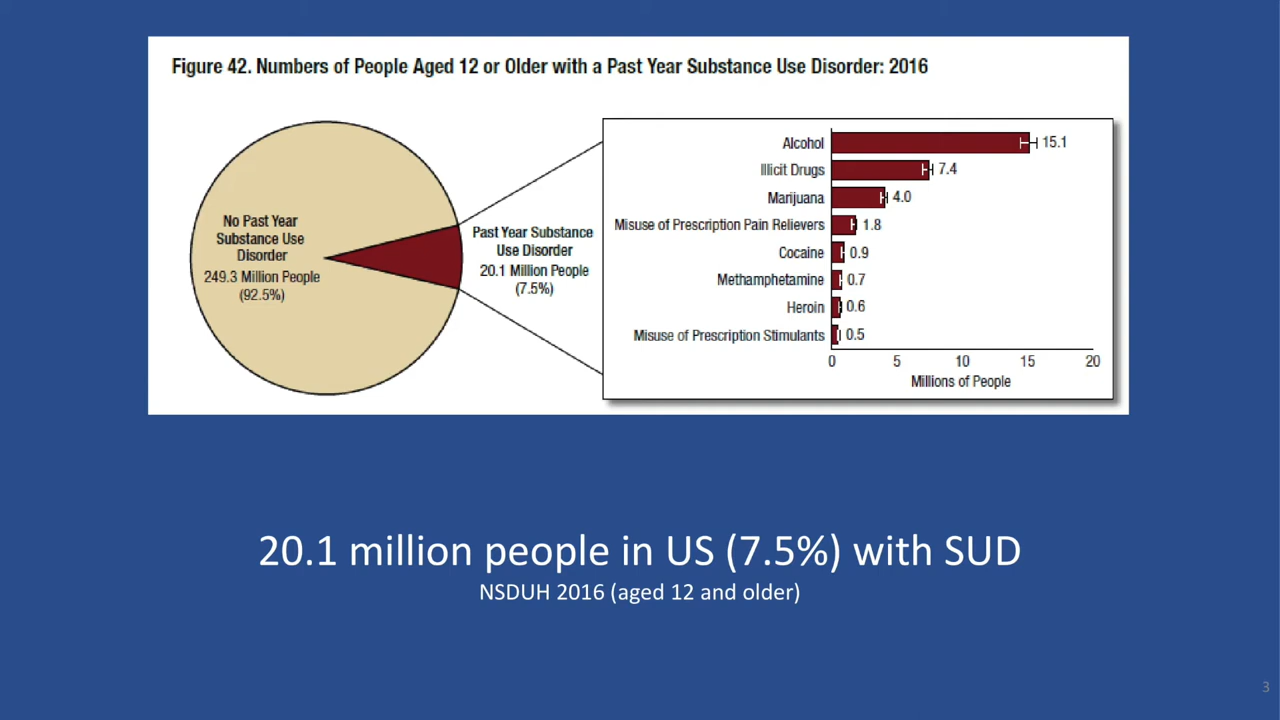 Figure 42. Numbers of People Aged 12 or Older with a Past Year Substance Use Disorder: 2016
No Past Year
Substance Use
Disorder
249.3 Million People
(92.5%)
Past Year Substance
Use Disorder
20.1 Million People
(7.5%)
Alcohol 15.1
Illicit Drugs 7.4
Marijuana 4.0
Misuse of Prescription Pain Relievers 1.8
Cocaine 0.9
Methamphetamine 0.7
Heroin 0.6
Misuse of Prescription Stimulants 0.5
0 5 10 15 20
Millions of People
20.1 million people in US (7.5%) with SUD
NSDUH 2016 (aged 12 and older)
3